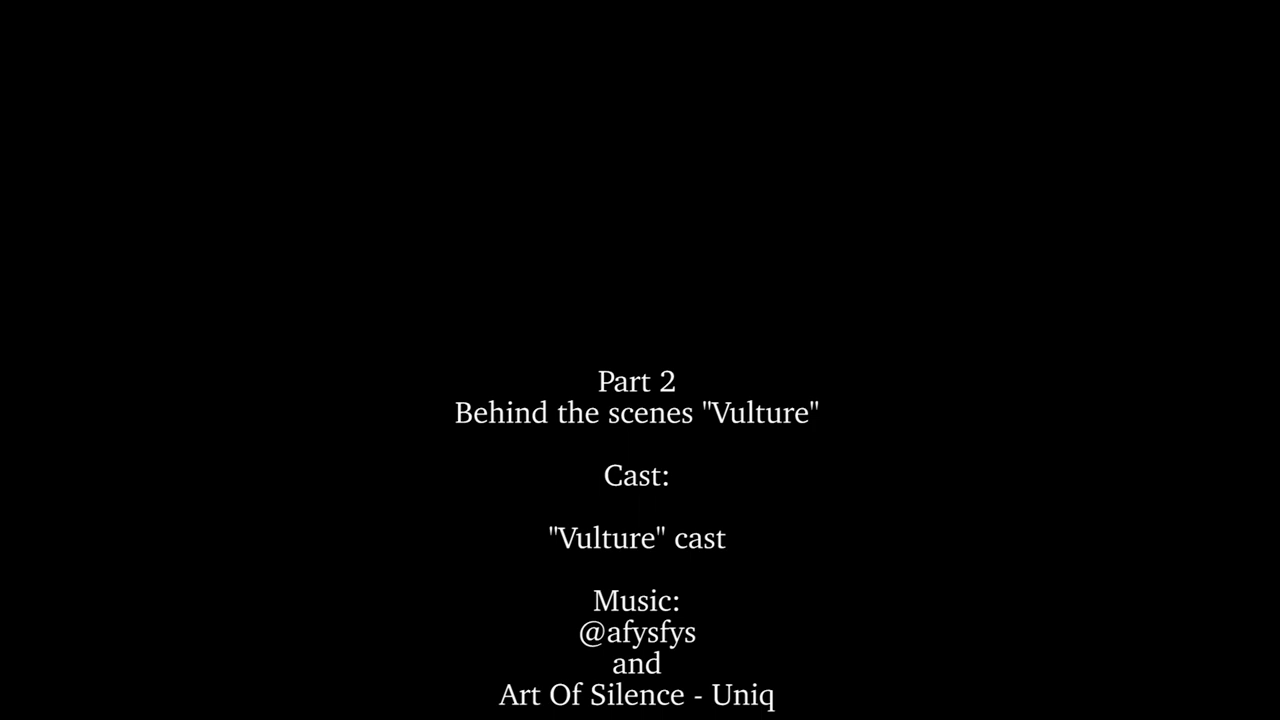 Part 2
Behind the scenes "Vulture"
Cast:
"Vulture" cast
Music:
@afysfys
and
Art Of Silence - Uniq